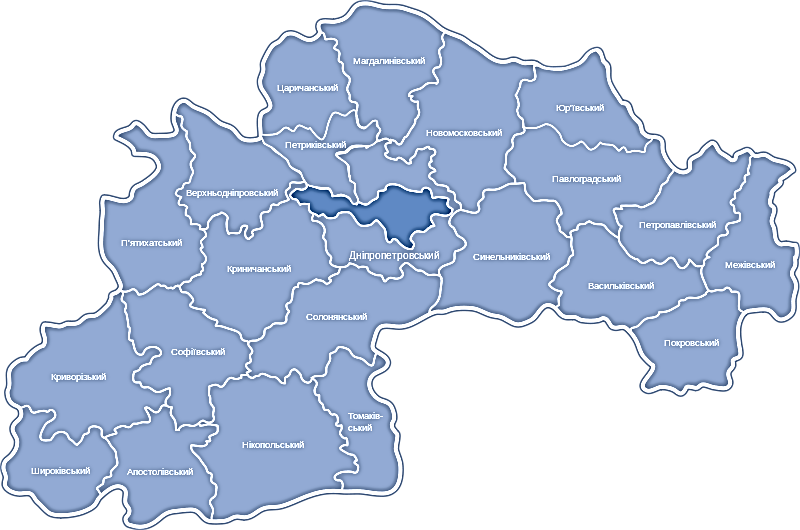 Магдалинівський
Царичанський
Юр'ївський
Новомосковський
Петриківський
Павлоградський
Верхньодніпровський
Петропавлівський
П'ятихатський
Дніпропетровський
Синельниківський
Межівський
Криничанський
Васильківський
Солонянський
Покровський
Софіївський
Криворізький
Томаків-
ський
Нікопольський
Широківський
Апостолівський